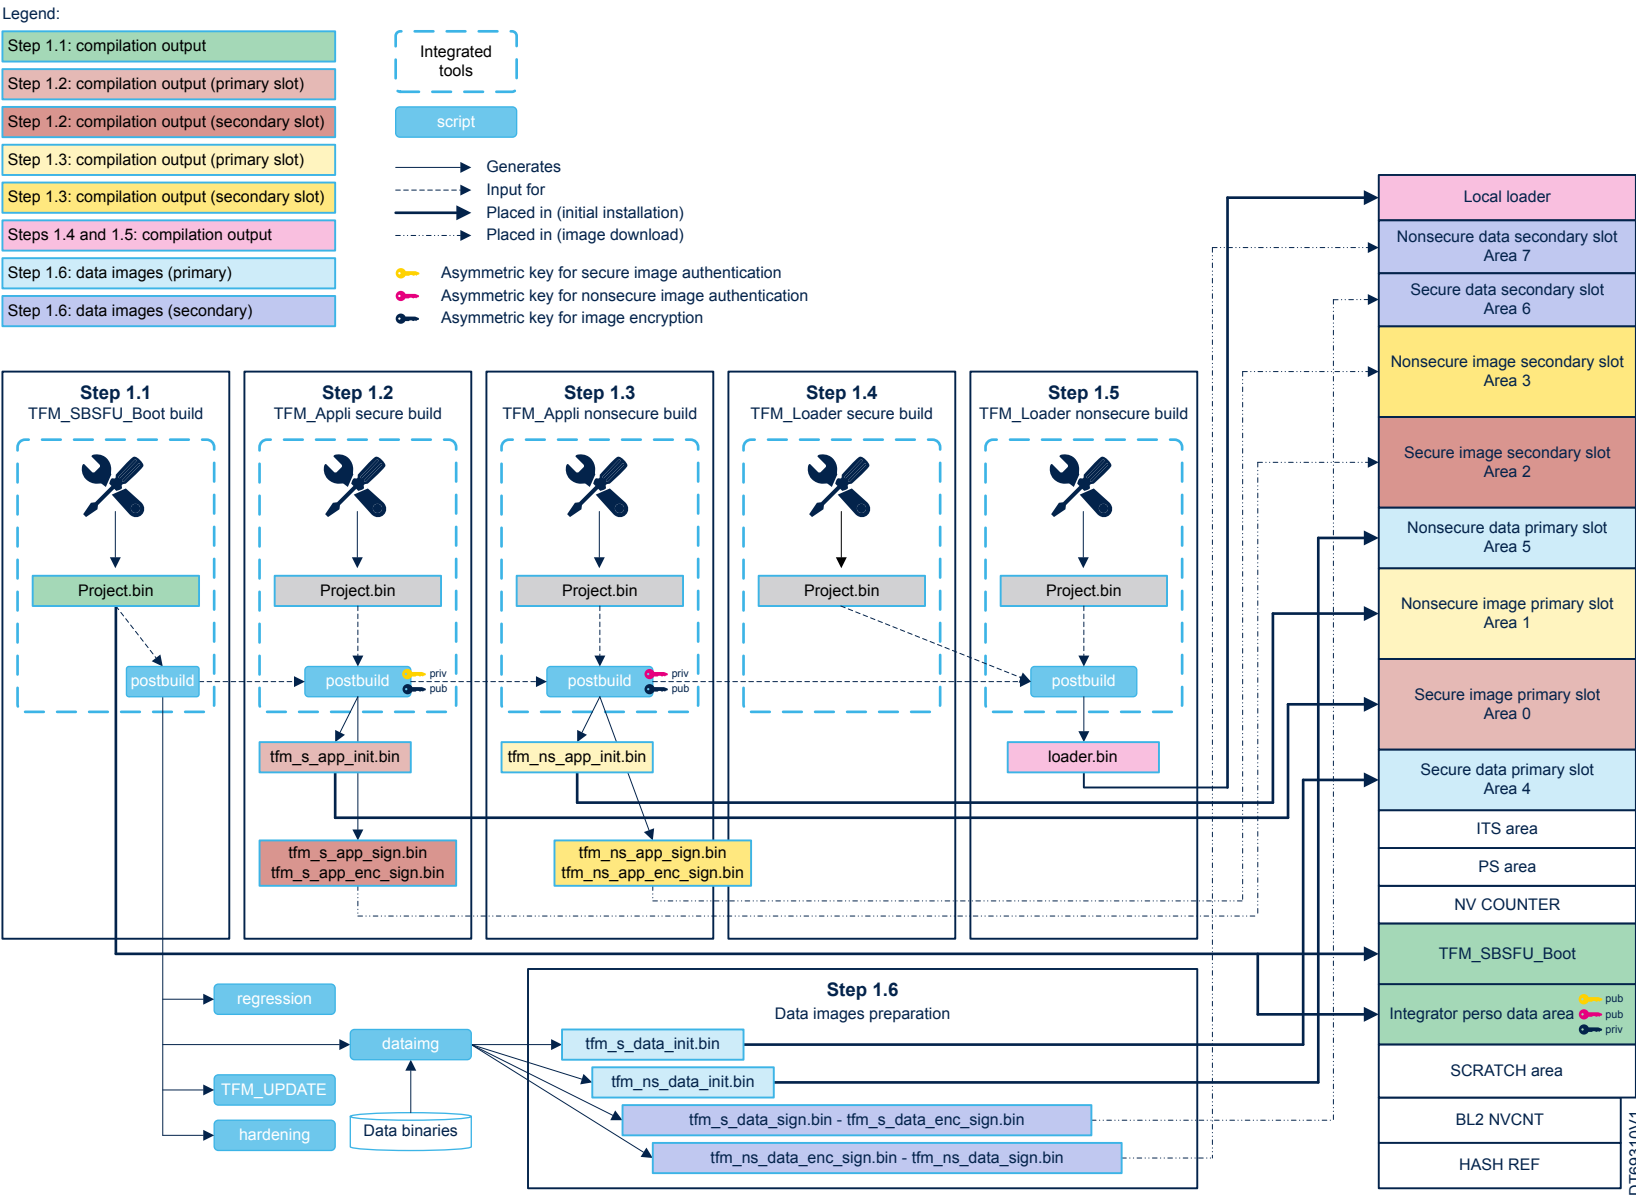 Legend:
Step 1.1: compilation output
Step 1.2: compilation output (primary slot)
Step 1.2: compilation output (secondary slot)
Step 1.3: compilation output (primary slot)
Step 1.3: compilation output (secondary slot)
Steps 1.4 and 1.5: compilation output
Step 1.6: data images (primary)
Step 1.6: data images (secondary)
Integrated
tools
script
Generates
Input for
Placed in (initial installation)
Placed in (image download)
Asymmetric key for secure image authentication
Asymmetric key for nonsecure image authentication
Asymmetric key for image encryption
Step 1.1
TFM_SBSFU_Boot build
Project.bin
postbuild
Step 1.2
TFM_Appli secure build
Project.bin
postbuild
priv
pub
tfm_s_app_init.bin
tfm_s_app_sign.bin
tfm_s_app_enc_sign.bin
Step 1.3
TFM_Appli nonsecure build
Project.bin
postbuild
priv
pub
tfm_ns_app_init.bin
tfm_ns_app_sign.bin
tfm_ns_app_enc_sign.bin
Step 1.4
TFM_Loader secure build
Project.bin
Step 1.5
TFM_Loader nonsecure build
Project.bin
postbuild
loader.bin
regression
dataimg
TFM_UPDATE
hardening
Data binaries
Step 1.6
Data images preparation
tfm_s_data_init.bin
tfm_ns_data_init.bin
tfm_s_data_sign.bin - tfm_s_data_enc_sign.bin
tfm_ns_data_enc_sign.bin - tfm_ns_data_sign.bin
Local loader
Nonsecure data secondary slot
Area 7
Secure data secondary slot
Area 6
Nonsecure image secondary slot
Area 3
Secure image secondary slot
Area 2
Nonsecure data primary slot
Area 5
Nonsecure image primary slot
Area 1
Secure image primary slot
Area 0
Secure data primary slot
Area 4
ITS area
PS area
NV COUNTER
TFM_SBSFU_Boot
Integrator perso data area
pub
pub
priv
SCRATCH area
BL2 NVCNT
HASH REF
DT69310V1